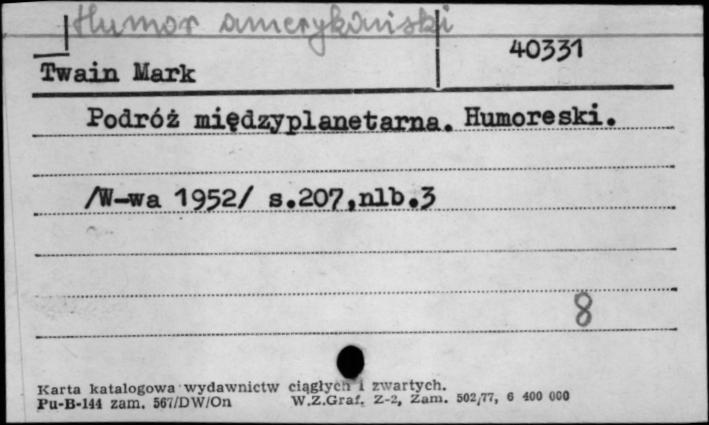 Humor amerykański
40331
Twain Mark
Podróż międzyplanetarna. Humoreski.
/W-wa 1952/ s.207,nlb.3
8
Karta katalogowa wydawnictw ciągłych i zwartych.
Pu-B-144 zam. 567/DW/On W.Z.Graf. Z-2, Zam. 502/77, 6 400 000